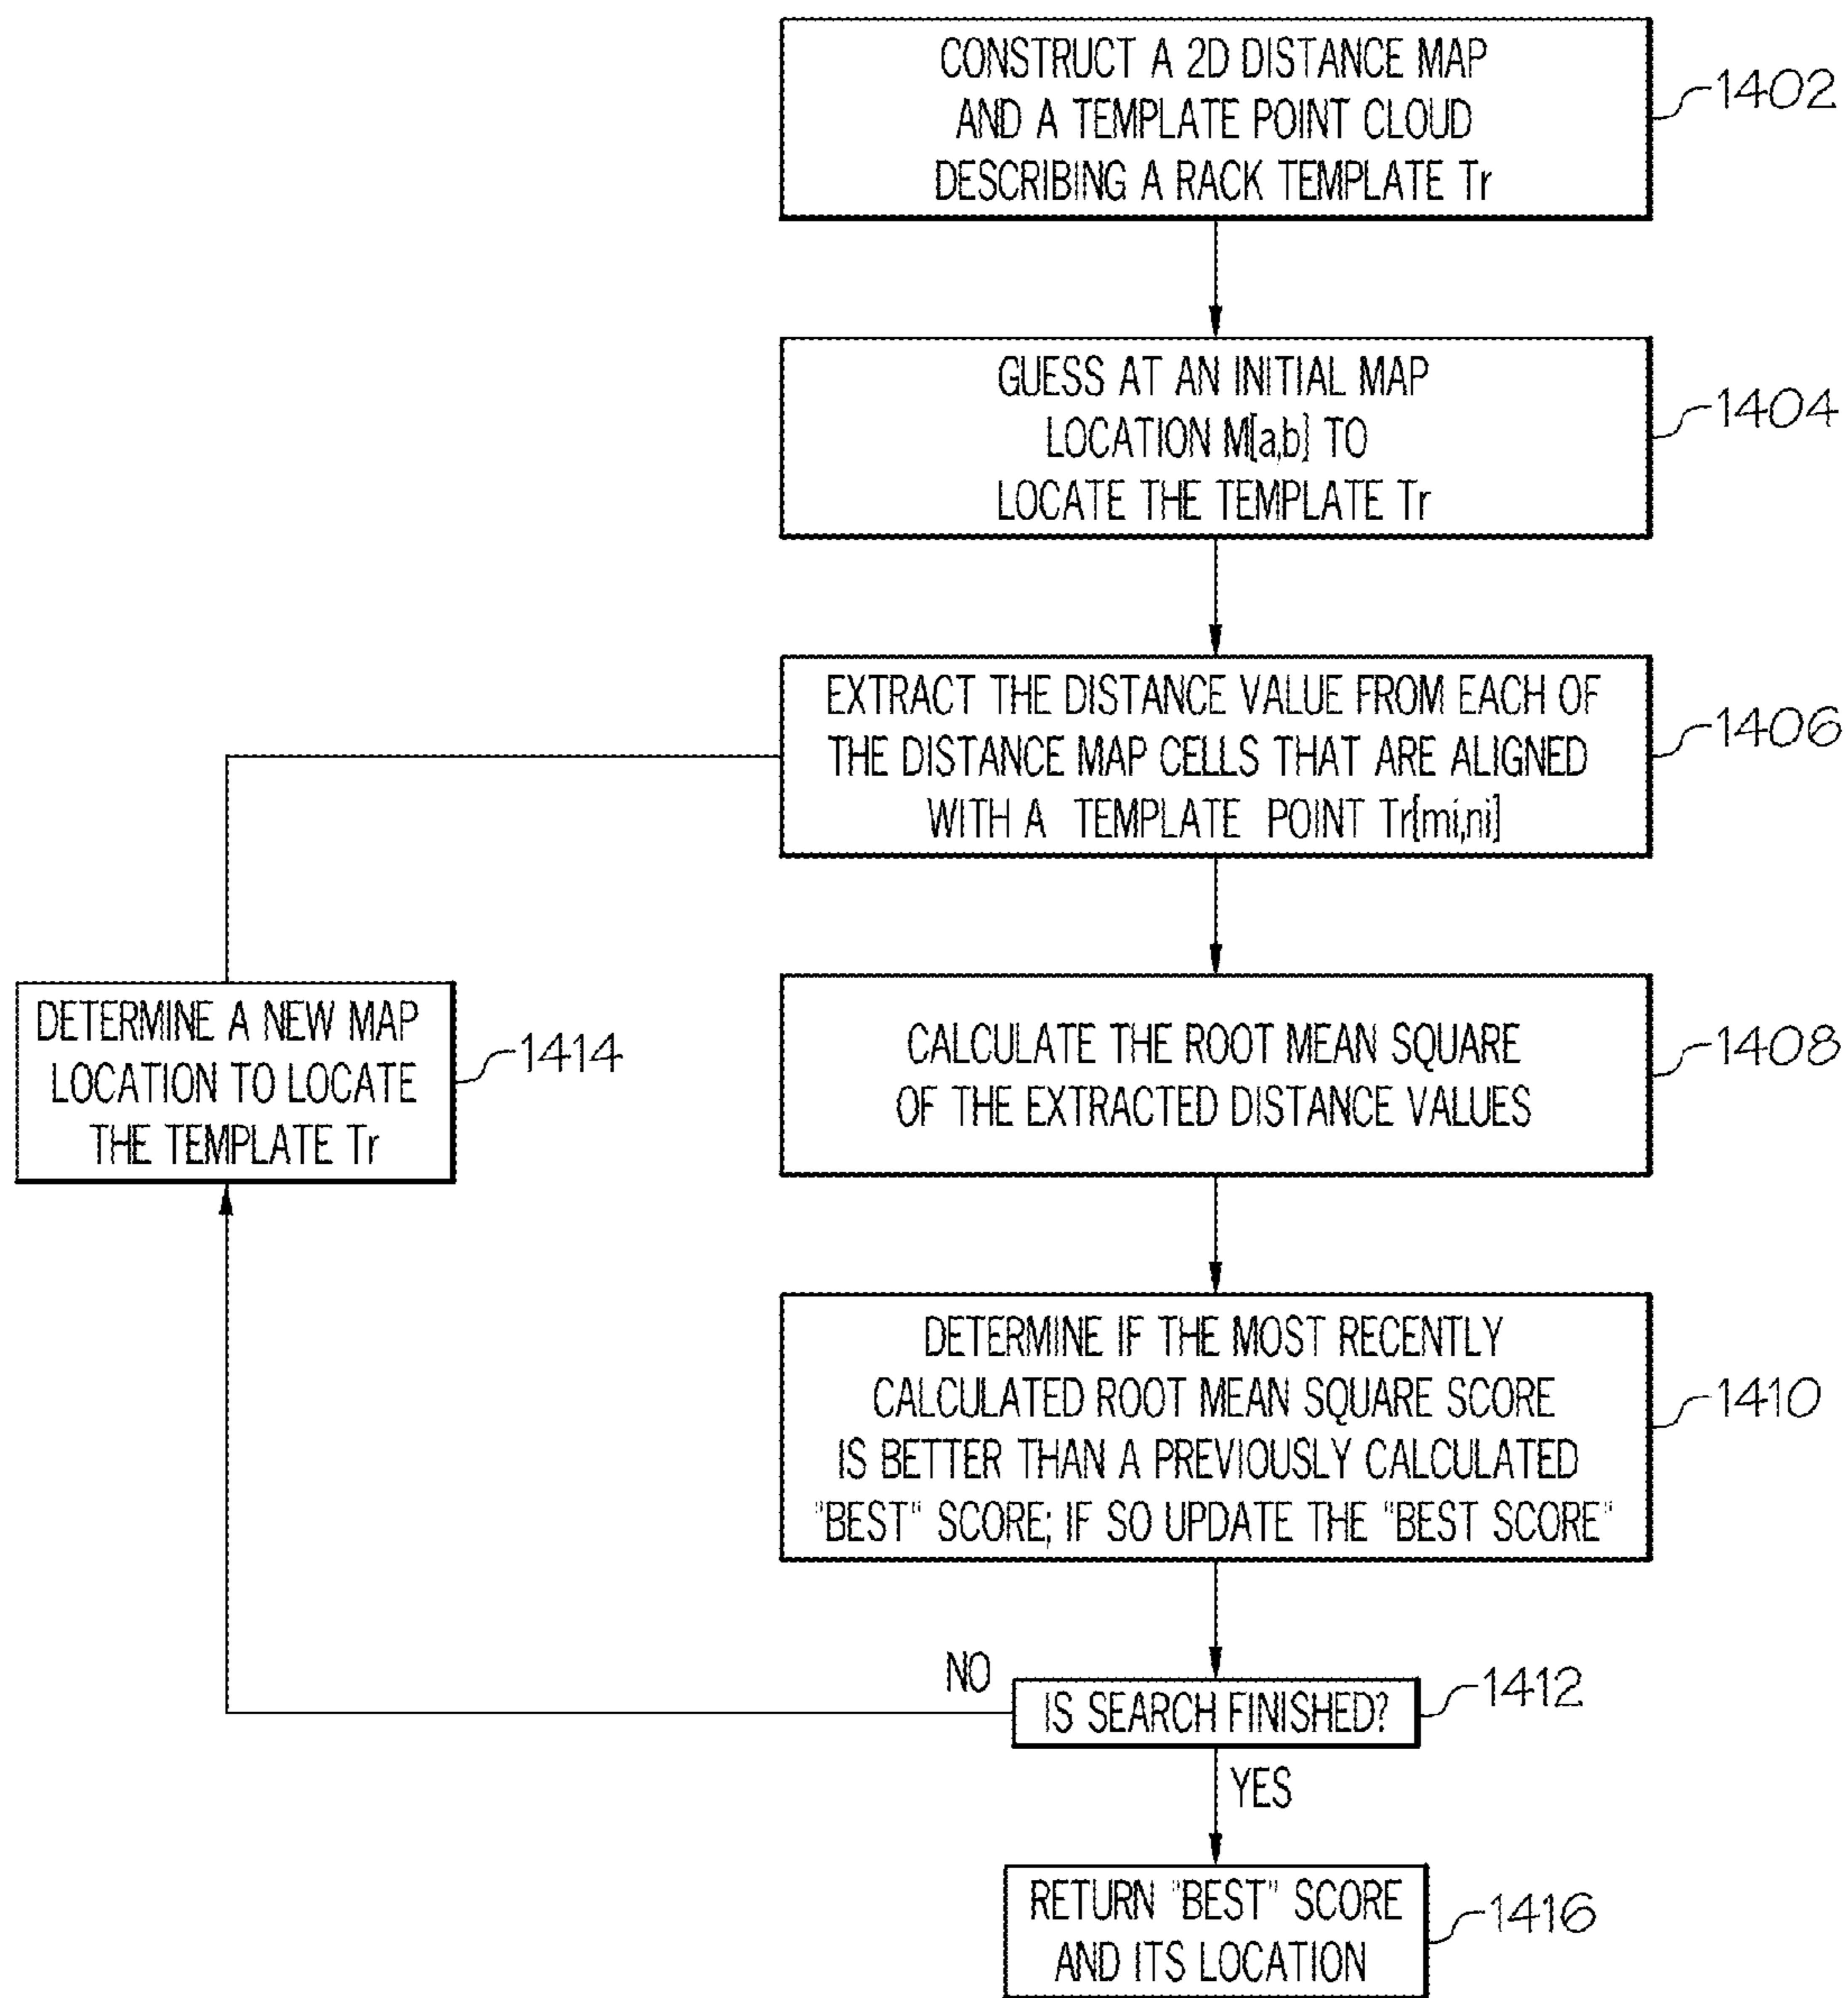 CONSTRUCT A 2D DISTANCE MAP
AND A TEMPLATE POINT CLOUD
DESCRIBING A RACK TEMPLATE Tr
1402
GUESS AT AN INITIAL MAP
LOCATION M[a,b] TO
LOCATE THE TEMPLATE Tr
1404
EXTRACT THE DISTANCE VALUE FROM EACH OF
THE DISTANCE MAP CELLS THAT ARE ALIGNED
WITH A TEMPLATE POINT Tr[mi,ni]
1406
CALCULATE THE ROOT MEAN SQUARE
OF THE EXTRACTED DISTANCE VALUES
1408
DETERMINE A NEW MAP
LOCATION TO LOCATE
THE TEMPLATE Tr
1414
DETERMINE IF THE MOST RECENTLY
CALCULATED ROOT MEAN SQUARE SCORE
IS BETTER THAN A PREVIOUSLY CALCULATED
"BEST" SCORE; IF SO UPDATE THE "BEST SCORE"
1410
NO
IS SEARCH FINISHED?
1412
YES
RETURN "BEST" SCORE
AND ITS LOCATION
1416